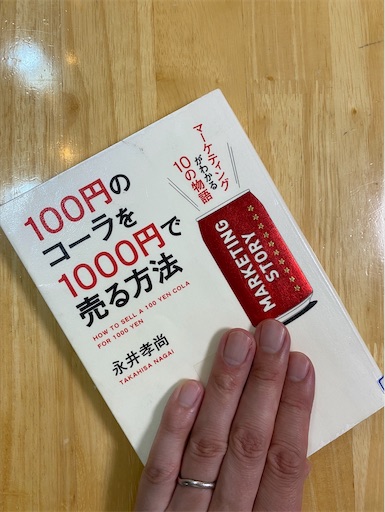 100円の
コーラを
1000円で
売る方法
HOW TO SELL A 100 YEN COLA
FOR 1000 YEN
永井孝尚
TAKAHISA NAGAI
マーケティング
がわかる
10の物語
MARKETING
STORY